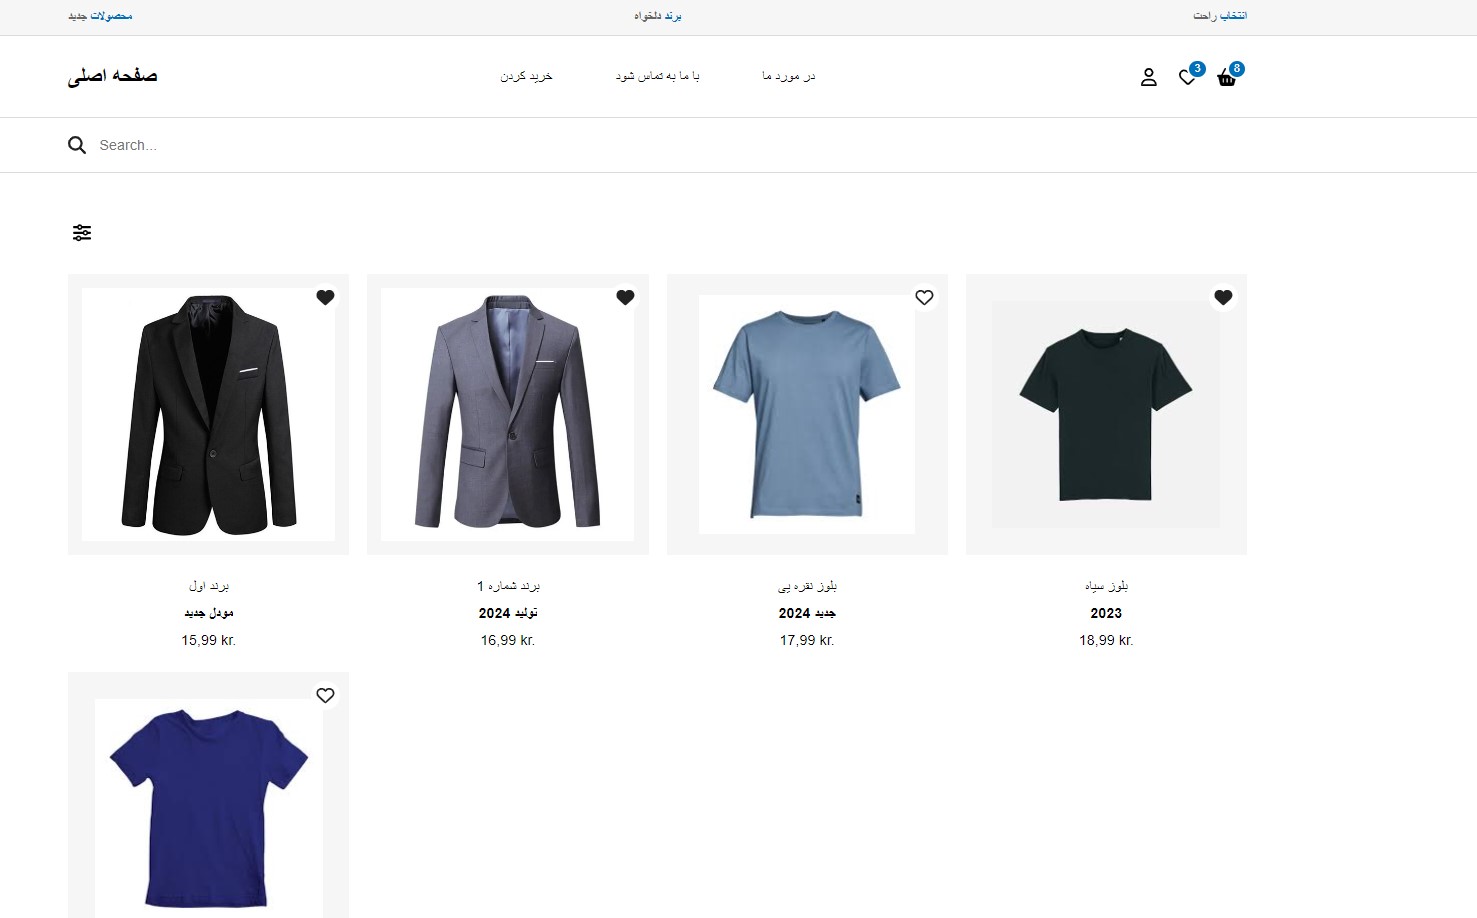 محصولات جدید
برند دلخواه
انتخاب راحت
صفحه اصلی
خرید کردن
با ما به تماس شود
در مورد ما
3
8
Search...
برند اول
مودل جدید
15,99 kr.
برند شماره 1
تولید 2024
16,99 kr.
بلوز نقره یی
جدید 2024
17,99 kr.
بلوز سیاه
2023
18,99 kr.